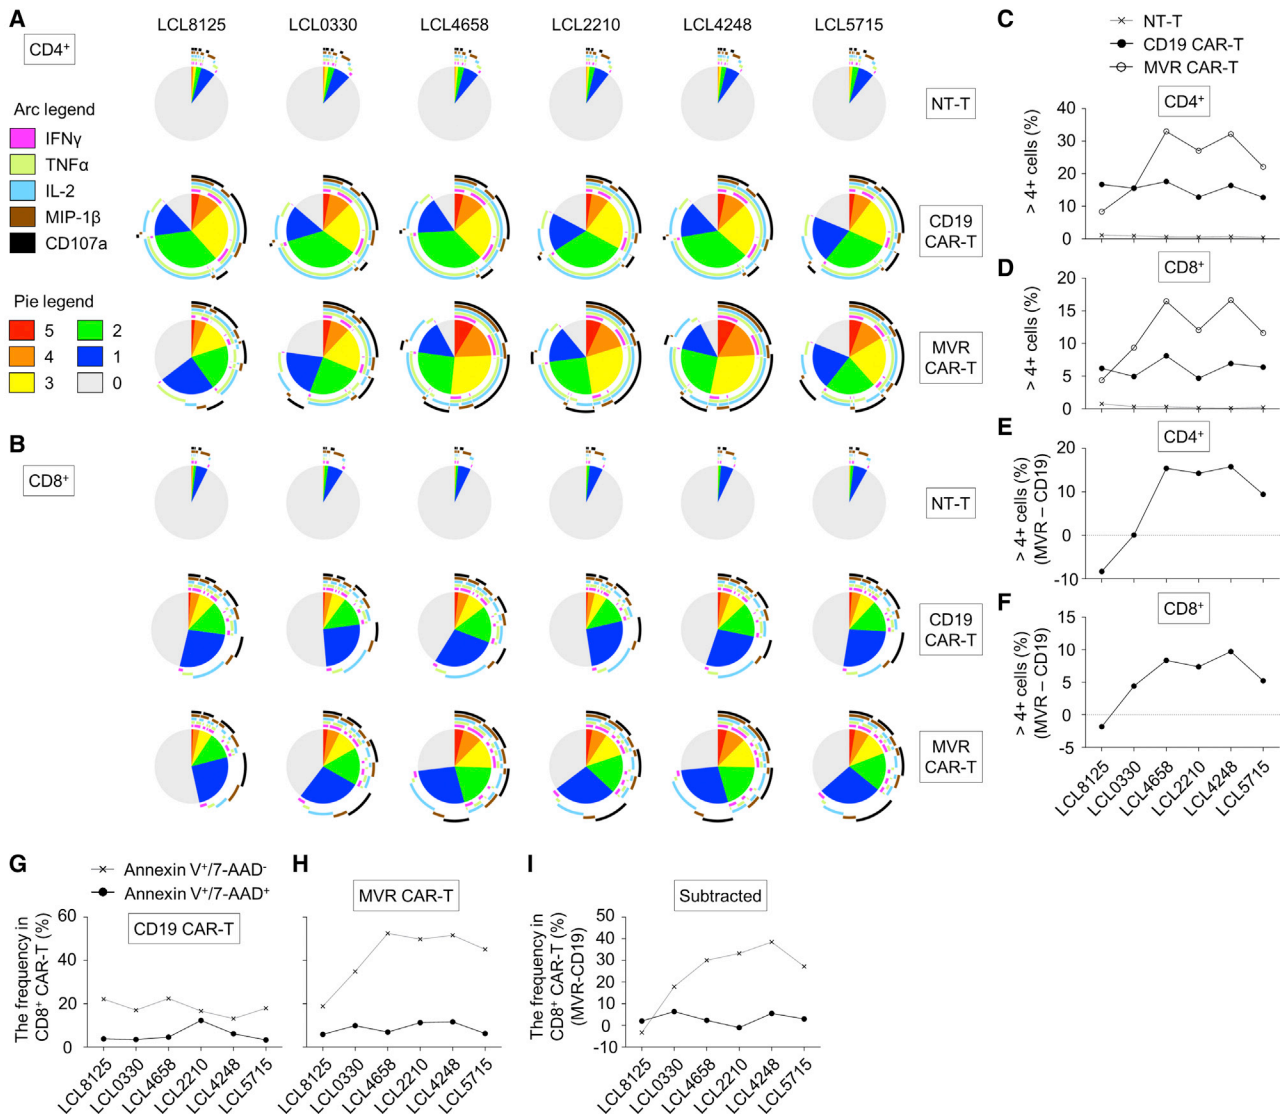 A
LCL8125 LCL0330 LCL4658 LCL2210 LCL4248 LCL5715
CD4⁺
Arc legend
IFNγ
TNFα
IL-2
MIP-1β
CD107a
Pie legend
5 2
4 1
3 0
NT-T
CD19
CAR-T
MVR
CAR-T
B
CD8⁺
NT-T
CD19
CAR-T
MVR
CAR-T
C
NT-T
CD19 CAR-T
MVR CAR-T
CD4⁺
> 4+ cells (%)
40
30
20
10
0
D
CD8⁺
> 4+ cells (%)
20
15
10
5
0
E
CD4⁺
> 4+ cells (%)
(MVR – CD19)
20
10
0
-10
F
CD8⁺
> 4+ cells (%)
(MVR – CD19)
15
10
5
0
-5
LCL8125
LCL0330
LCL4658
LCL2210
LCL4248
LCL5715
G
Annexin V⁺/7-AAD⁻
Annexin V⁺/7-AAD⁺
CD19 CAR-T
The frequency in
CD8⁺ CAR-T (%)
60
40
20
0
LCL8125
LCL0330
LCL4658
LCL2210
LCL4248
LCL5715
H
MVR CAR-T
LCL8125
LCL0330
LCL4658
LCL2210
LCL4248
LCL5715
I
Subtracted
The frequency in
CD8⁺ CAR-T (%)
(MVR-CD19)
50
40
30
20
10
0
-10
LCL8125
LCL0330
LCL4658
LCL2210
LCL4248
LCL5715